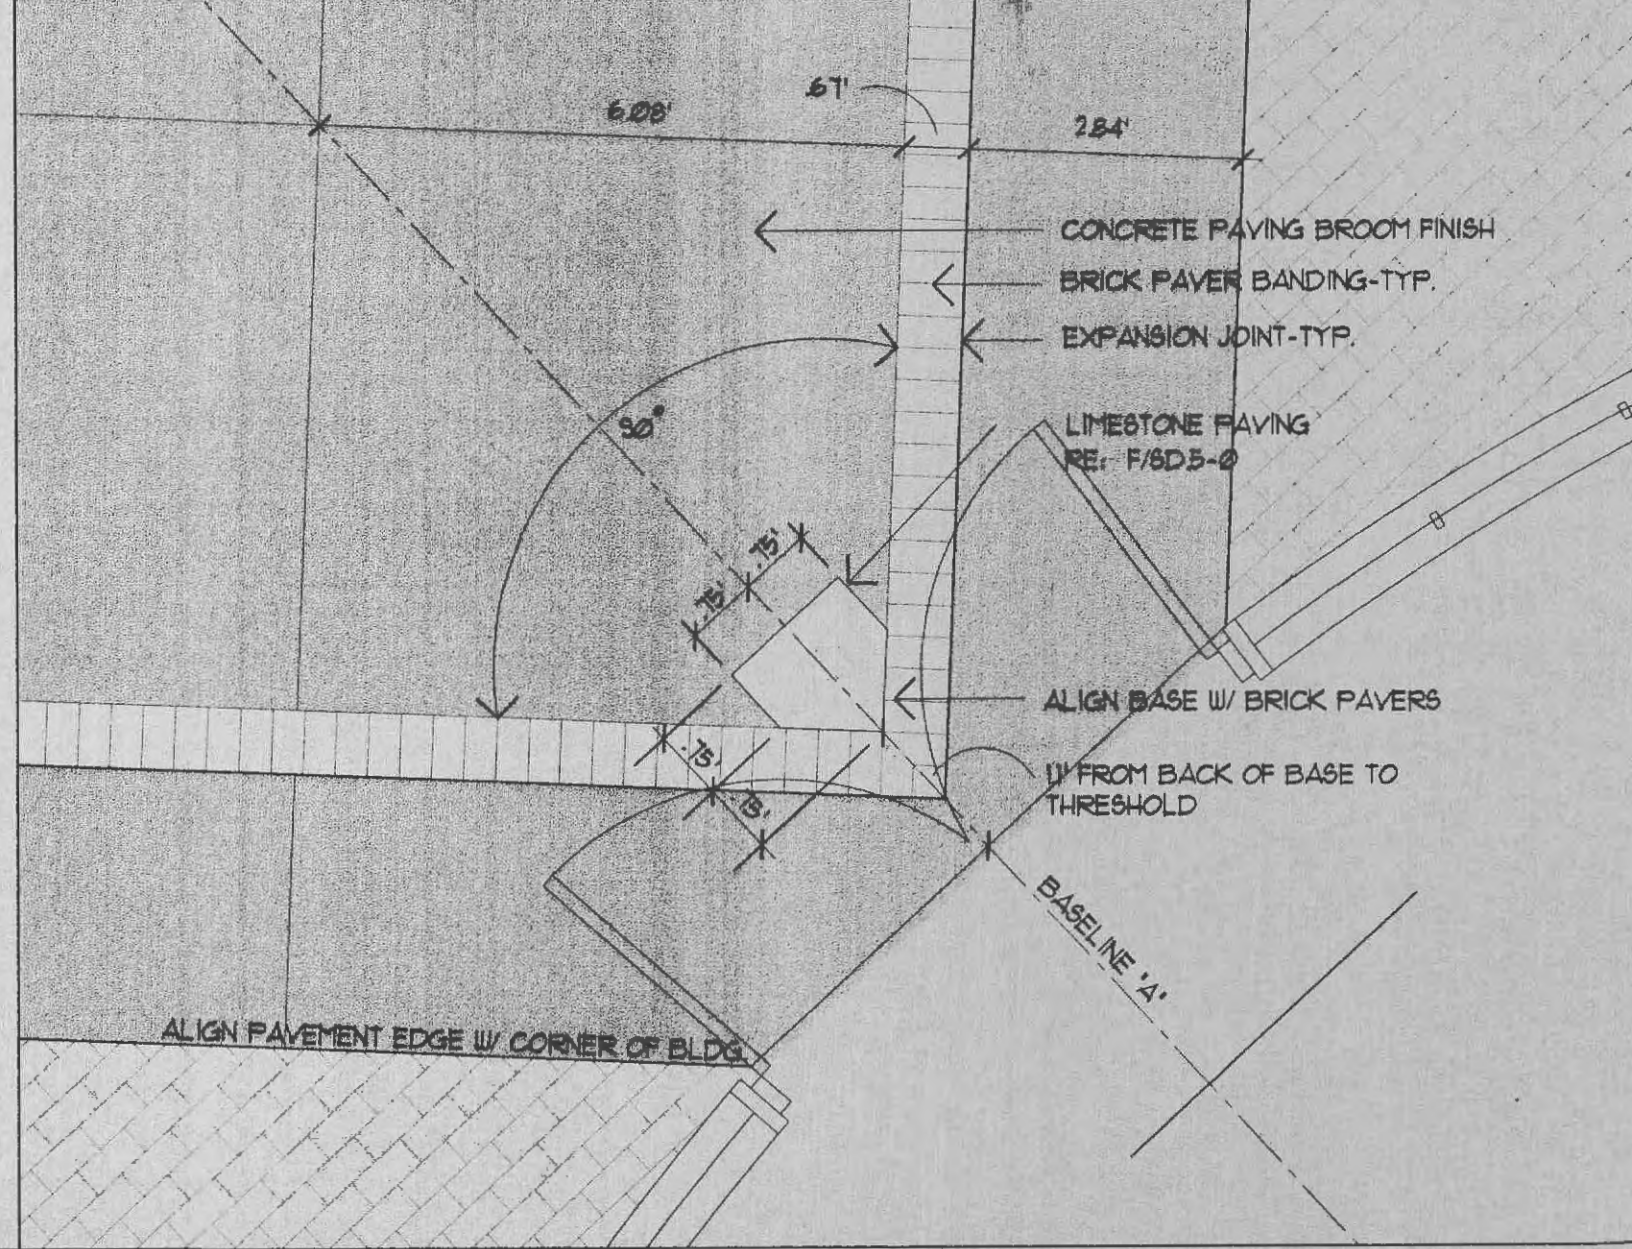 .67'
6.08'
2.84'
CONCRETE PAVING BROOM FINISH
BRICK PAVER BANDING-TYP.
EXPANSION JOINT-TYP.
90°
LIMESTONE PAVING
RE: F/SD5-0
.75'
.75'
ALIGN BASE W/ BRICK PAVERS
.75'
.75'
FROM BACK OF BASE TO
THRESHOLD
BASELINE 'A'
ALIGN PAVEMENT EDGE W/ CORNER OF BLDG.